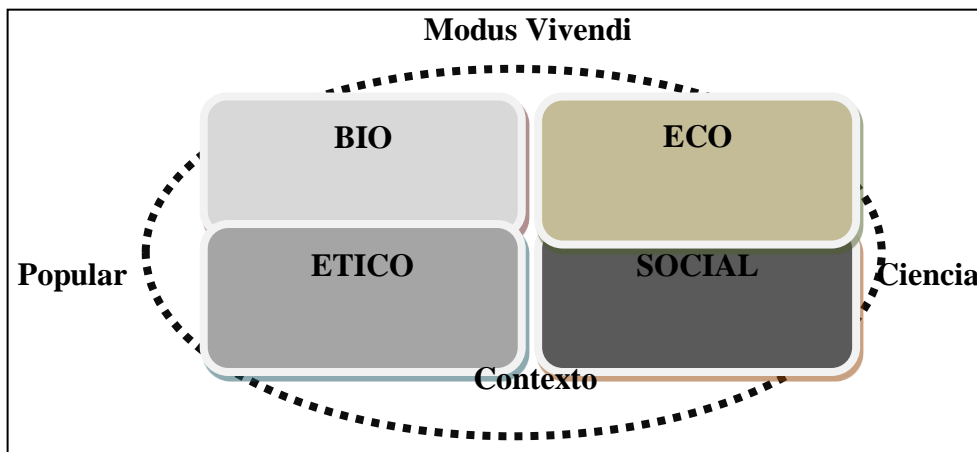 Modus Vivendi
BIO
ECO
ETICO
SOCIAL
Popular
Ciencia
Contexto